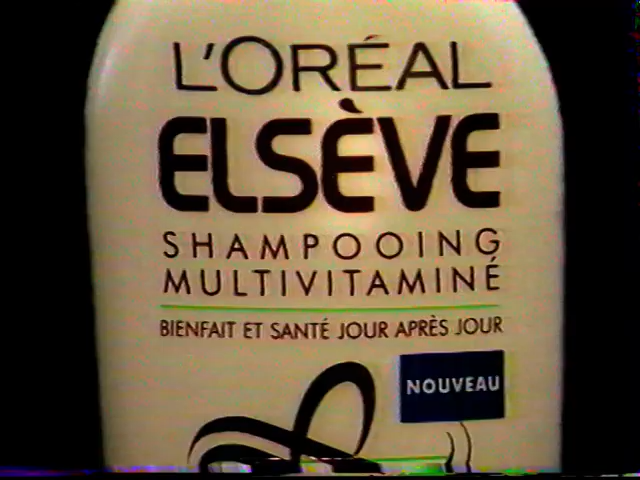 L'ORÉAL
ELSÈVE
SHAMPOOING
MULTIVITAMINÉ
BIENFAIT ET SANTÉ JOUR APRÈS JOUR
NOUVEAU